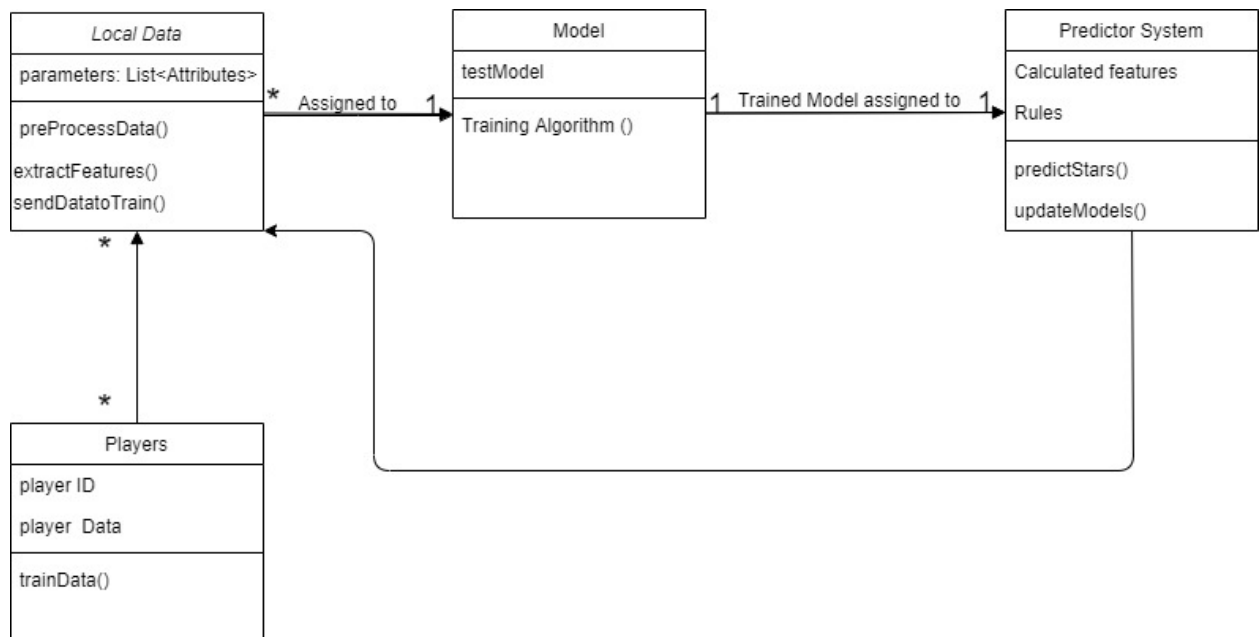 Local Data
parameters: List<Attributes>
preProcessData()
extractFeatures()
sendDatatoTrain()
* Assigned to 1
Model
testModel
Training Algorithm ()
1 Trained Model assigned to 1
Predictor System
Calculated features
Rules
predictStars()
updateModels()
*
*
Players
player ID
player Data
trainData()